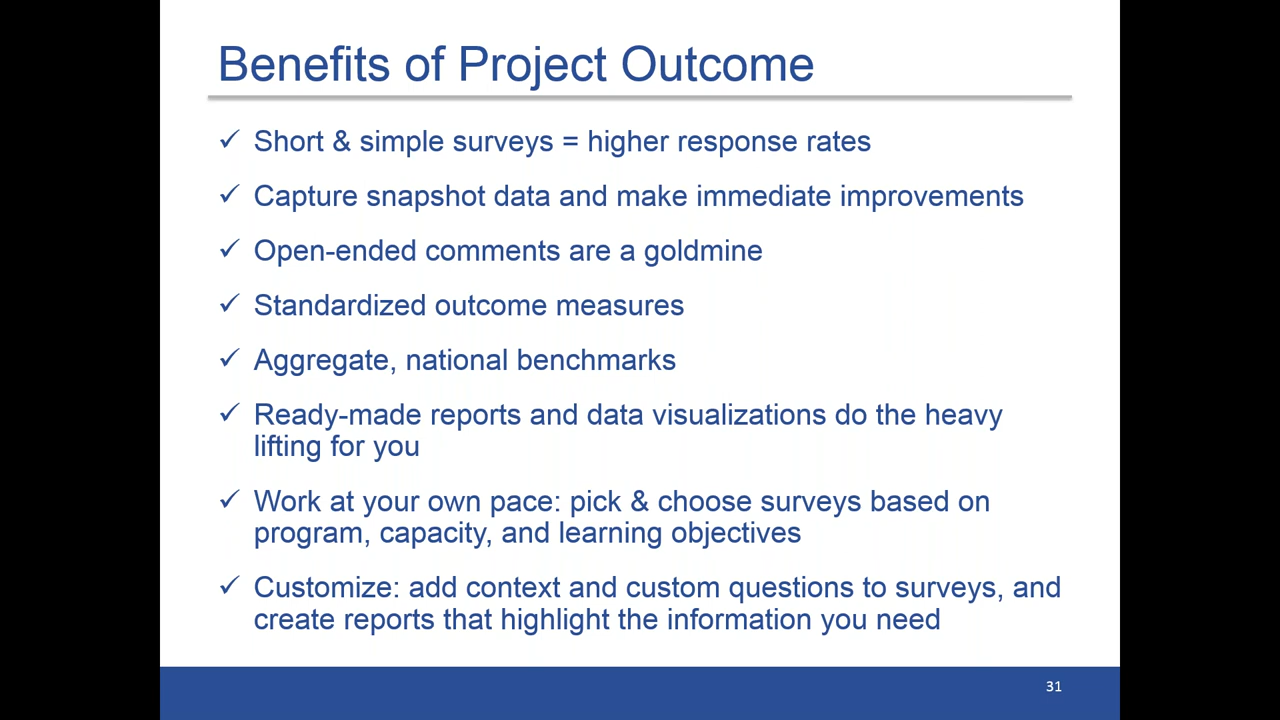 Benefits of Project Outcome
✓ Short & simple surveys = higher response rates
✓ Capture snapshot data and make immediate improvements
✓ Open-ended comments are a goldmine
✓ Standardized outcome measures
✓ Aggregate, national benchmarks
✓ Ready-made reports and data visualizations do the heavy
lifting for you
✓ Work at your own pace: pick & choose surveys based on
program, capacity, and learning objectives
✓ Customize: add context and custom questions to surveys, and
create reports that highlight the information you need
31